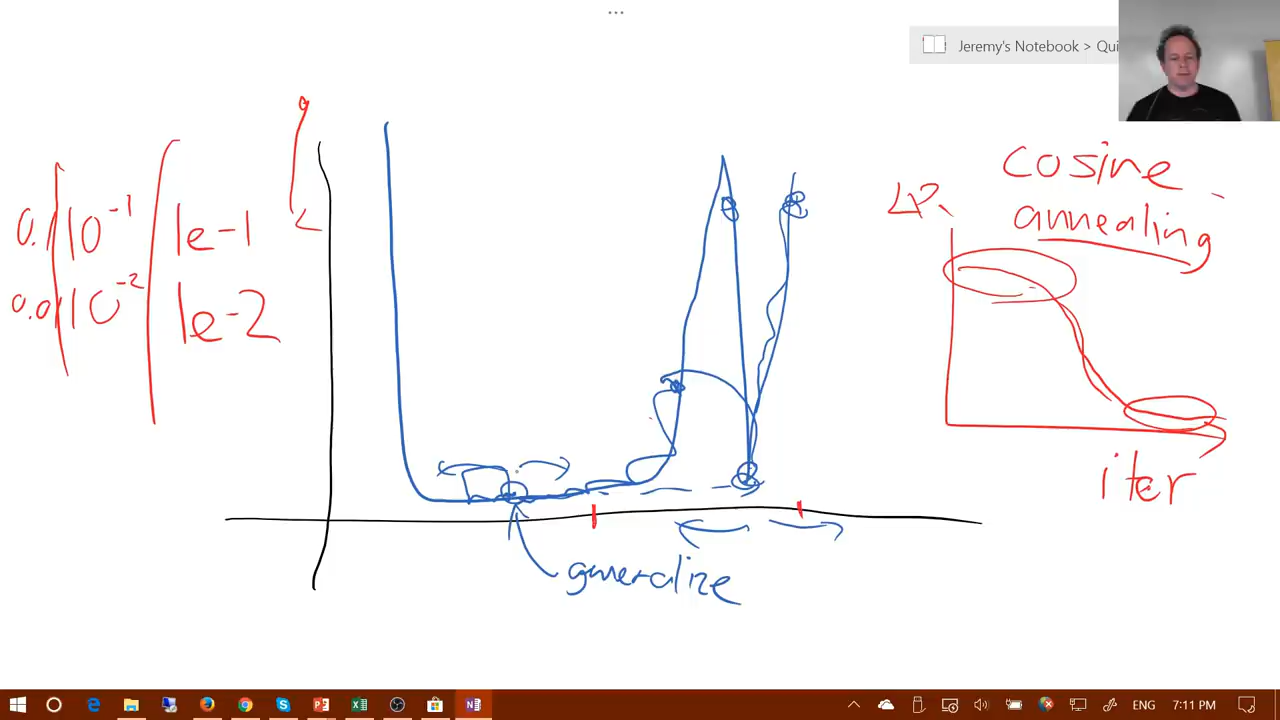 Jeremy's Notebook > Qui
cosine
annealing
LR
iter
0.1 10^-1 1e-1
0.01 10^-2 1e-2
generalize
ENG 7:11 PM